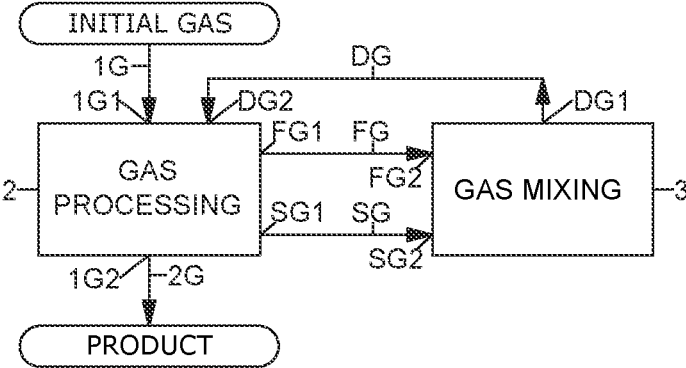 INITIAL GAS
1G
DG
1G1
DG2
DG1
FG1
FG
GAS
PROCESSING
FG2
GAS MIXING
2
3
SG1
SG
SG2
1G2
2G
PRODUCT